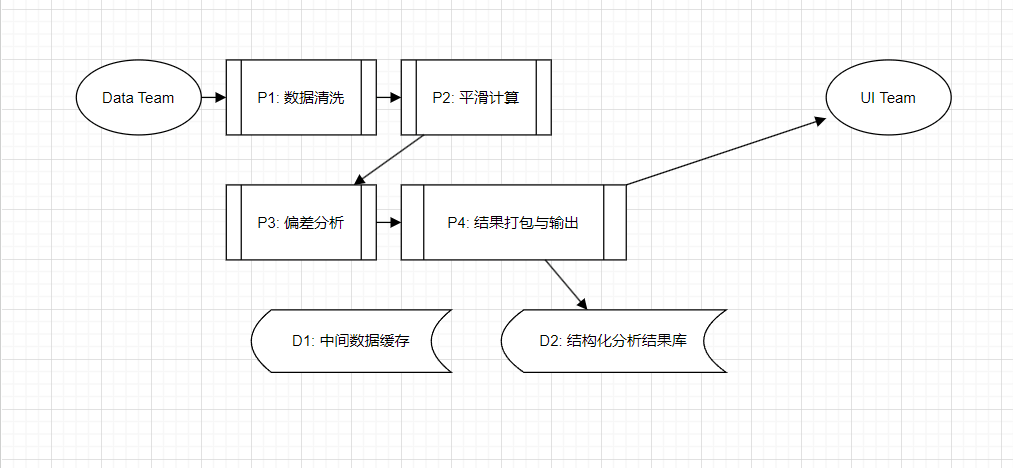 Data Team
P1: 数据清洗
P2: 平滑计算
UI Team
P3: 偏差分析
P4: 结果打包与输出
D1: 中间数据缓存
D2: 结构化分析结果库